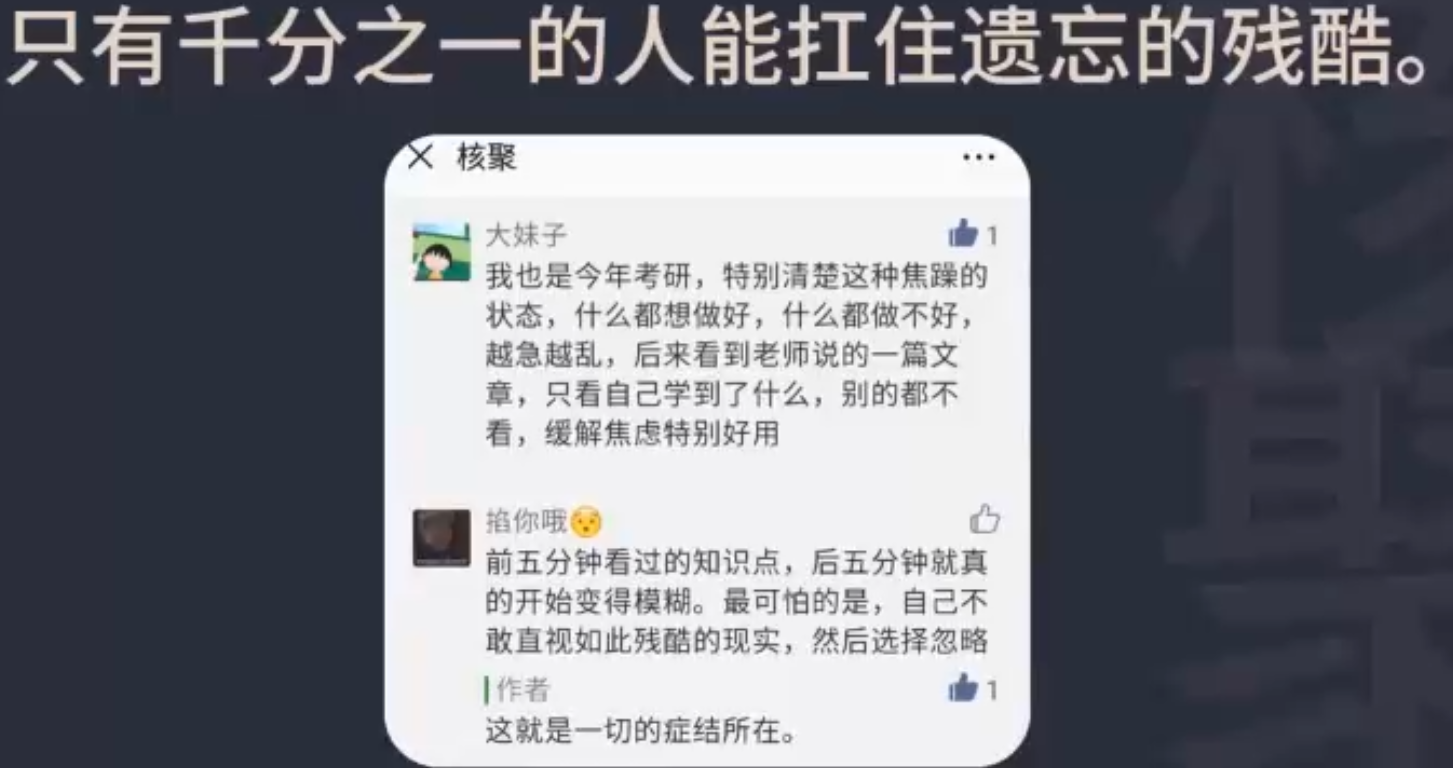 只有千分之一的人能扛住遗忘的残酷。
核聚
大妹子
1
我也是今年考研，特别清楚这种焦躁的
状态，什么都想做好，什么都做不好，
越急越乱，后来看到老师说的一篇文
章，只看自己学到了什么，别的都不
看，缓解焦虑特别好用
掐你哦😯
前五分钟看过的知识点，后五分钟就真
的开始变得模糊。最可怕的是，自己不
敢直视如此残酷的现实，然后选择忽略
作者
1
这就是一切的症结所在。